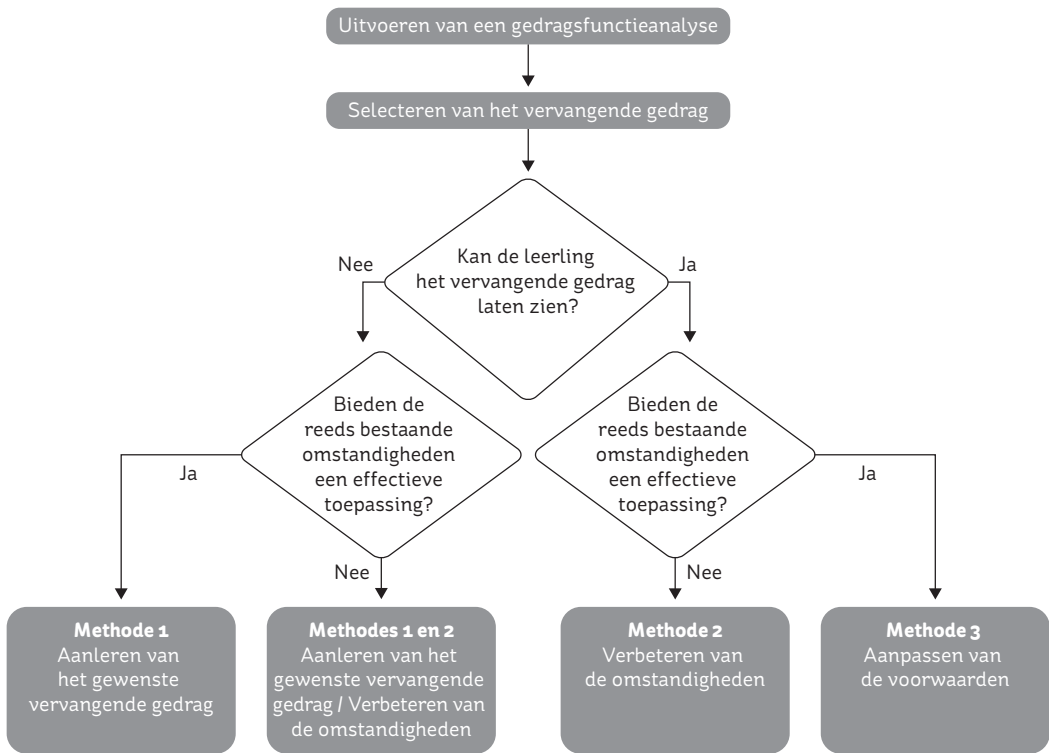 Uitvoeren van een gedragsfunctieanalyse
Selecteren van het vervangende gedrag
Kan de leerling
het vervangende gedrag
laten zien?
Nee
Ja
Bieden de
reeds bestaande
omstandigheden
een effectieve
toepassing?
Bieden de
reeds bestaande
omstandigheden
een effectieve
toepassing?
Ja
Nee
Nee
Ja
Methode 1
Aanleren van
het gewenste
vervangende gedrag
Methodes 1 en 2
Aanleren van het
gewenste vervangende
gedrag / Verbeteren van
de omstandigheden
Methode 2
Verbeteren van
de omstandigheden
Methode 3
Aanpassen van
de voorwaarden